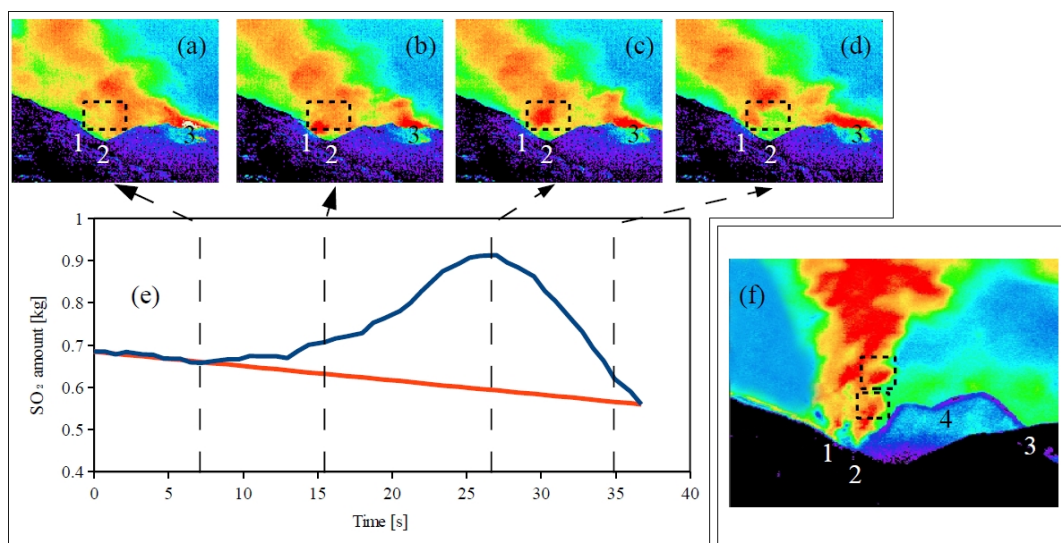 (a) (b) (c) (d)
1 2 3 1 2 3 1 2 3 1 2 3
1
0.9
0.8
0.7
0.6
0.5
0.4
SO₂ amount [kg]
(e)
0 5 10 15 20 25 30 35 40
Time [s]
(f)
1 2 3 4